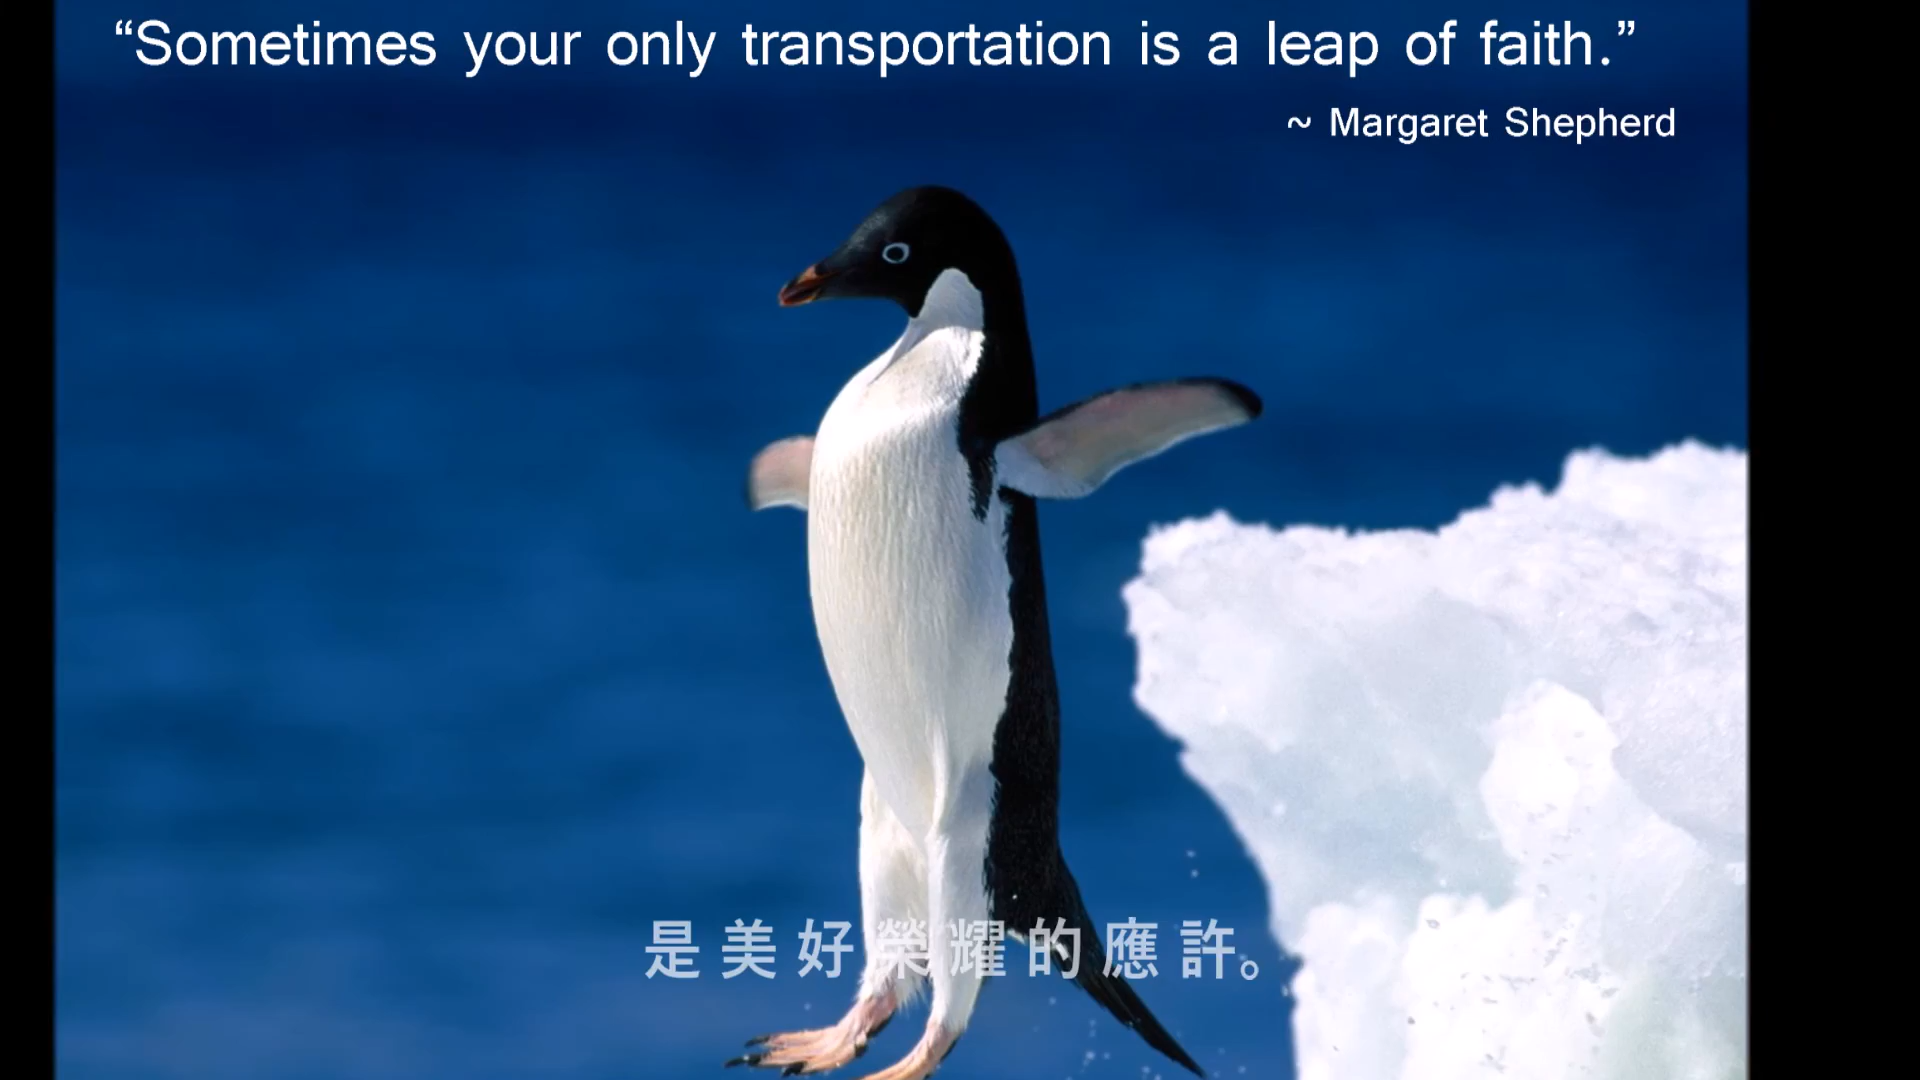 “Sometimes your only transportation is a leap of faith.”
~ Margaret Shepherd
是美好榮耀的應許。